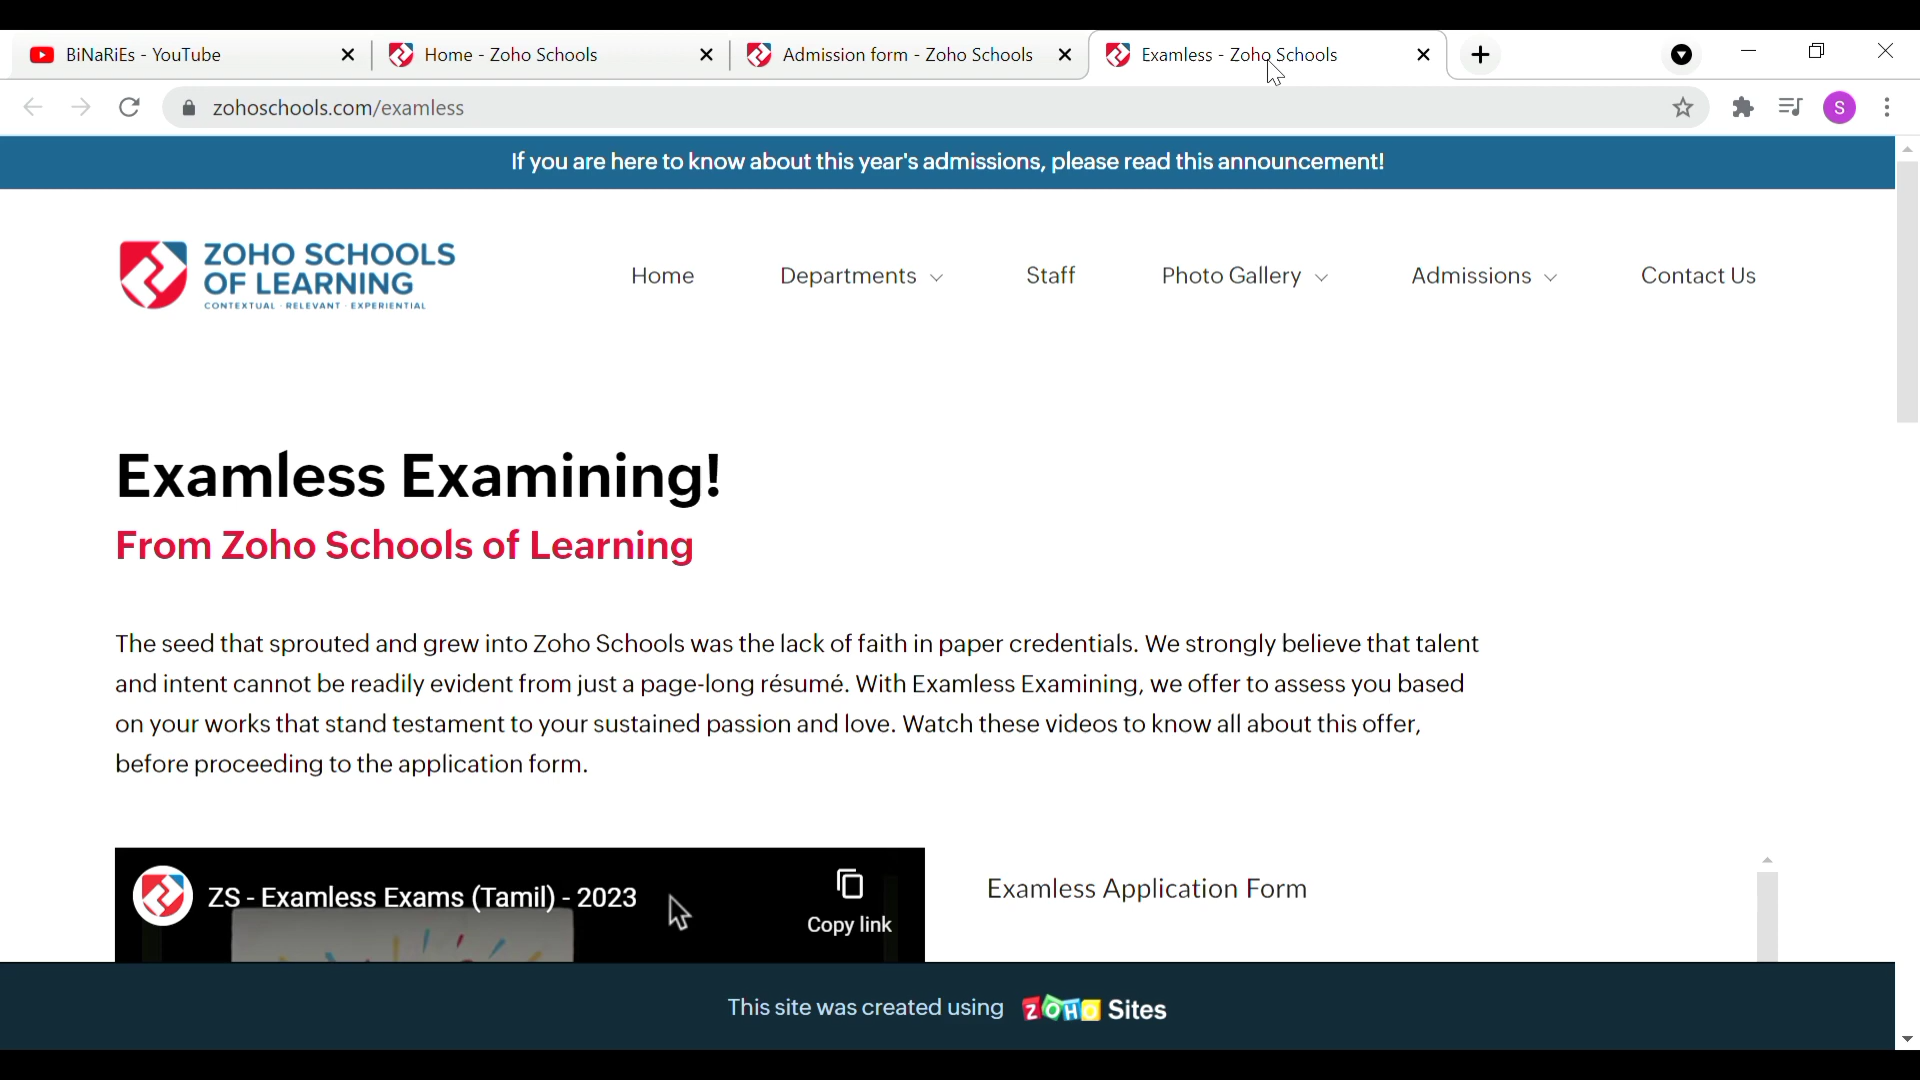 BiNaRiEs - YouTube
Home - Zoho Schools
Admission form - Zoho Schools
Examless - Zoho Schools
zohoschools.com/examless
S
If you are here to know about this year's admissions, please read this announcement!
ZOHO SCHOOLS
OF LEARNING
CONTEXTUAL · RELEVANT · EXPERIENTIAL
Home
Departments
Staff
Photo Gallery
Admissions
Contact Us
Examless Examining!
From Zoho Schools of Learning
The seed that sprouted and grew into Zoho Schools was the lack of faith in paper credentials. We strongly believe that talent
and intent cannot be readily evident from just a page-long résumé. With Examless Examining, we offer to assess you based
on your works that stand testament to your sustained passion and love. Watch these videos to know all about this offer,
before proceeding to the application form.
ZS - Examless Exams (Tamil) - 2023
Copy link
Examless Application Form
This site was created using ZOHO Sites